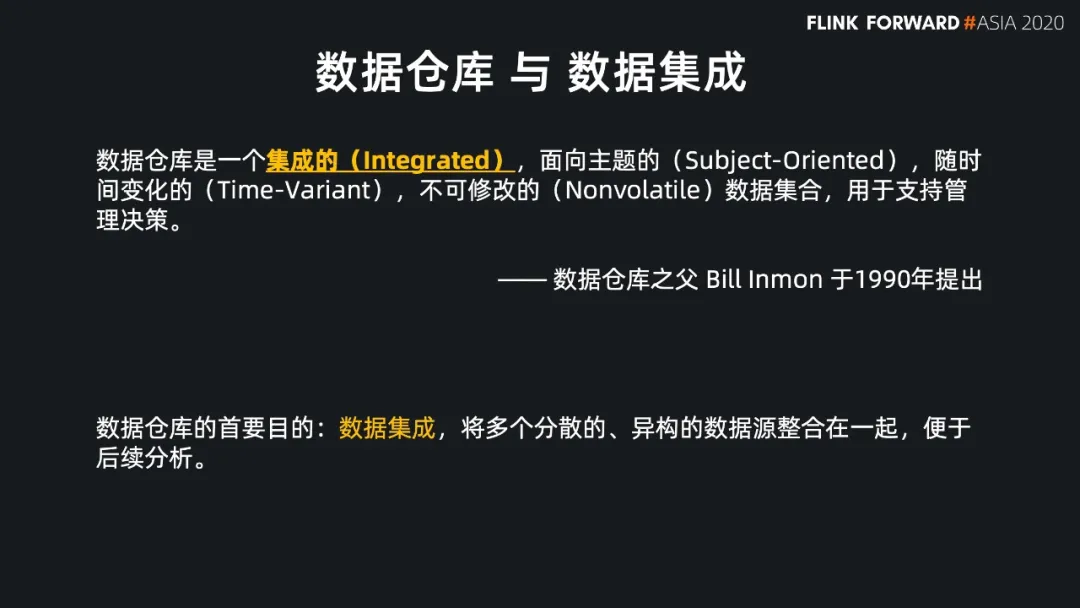 FLINK FORWARD #ASIA 2020
数据仓库 与 数据集成
数据仓库是一个集成的（Integrated），面向主题的（Subject-Oriented），随时
间变化的（Time-Variant），不可修改的（Nonvolatile）数据集合，用于支持管
理决策。
—— 数据仓库之父 Bill Inmon 于1990年提出
数据仓库的首要目的：数据集成，将多个分散的、异构的数据源整合在一起，便于
后续分析。